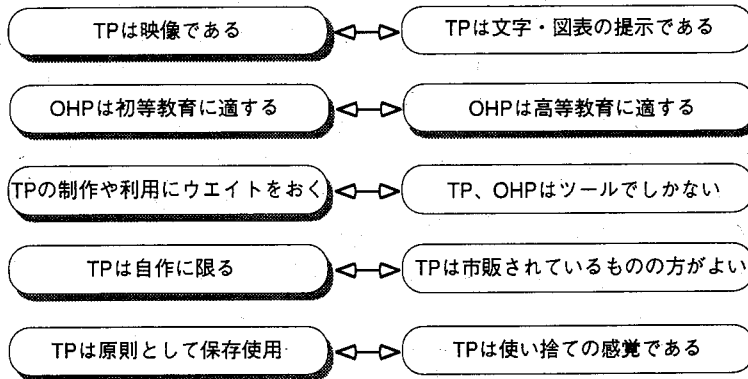 TPは映像である
TPは文字・図表の提示である
OHPは初等教育に適する
OHPは高等教育に適する
TPの制作や利用にウエイトをおく
TP、OHPはツールでしかない
TPは自作に限る
TPは市販されているものの方がよい
TPは原則として保存使用
TPは使い捨ての感覚である